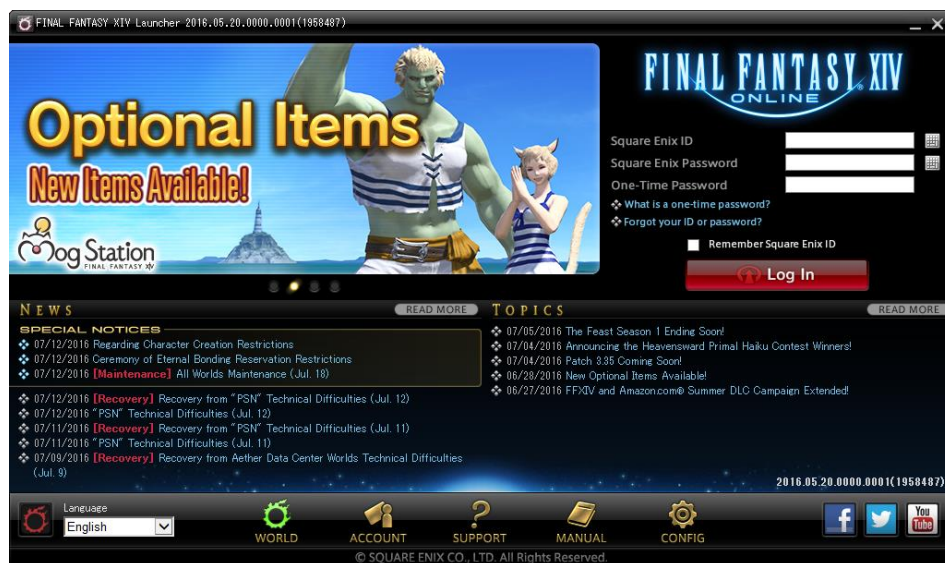 FINAL FANTASY XIV Launcher 2016.05.20.0000.0001(1958487)
Optional Items
New Items Available!
Mog Station
FINAL FANTASY XIV
FINAL FANTASY XIV
ONLINE
Square Enix ID
Square Enix Password
One-Time Password
What is a one-time password?
Forgot your ID or password?
Remember Square Enix ID
Log In
NEWS
READ MORE
SPECIAL NOTICES
07/12/2016 Regarding Character Creation Restrictions
07/12/2016 Ceremony of Eternal Bonding Reservation Restrictions
07/12/2016 [Maintenance] All Worlds Maintenance (Jul. 18)
07/12/2016 [Recovery] Recovery from "PSN" Technical Difficulties (Jul. 12)
07/12/2016 "PSN" Technical Difficulties (Jul. 12)
07/11/2016 [Recovery] Recovery from "PSN" Technical Difficulties (Jul. 11)
07/11/2016 "PSN" Technical Difficulties (Jul. 11)
07/09/2016 [Recovery] Recovery from Aether Data Center Worlds Technical Difficulties
(Jul. 9)
TOPICS
READ MORE
07/05/2016 The Feast Season 1 Ending Soon!
07/04/2016 Announcing the Heavensward Primal Haiku Contest Winners!
07/04/2016 Patch 3.35 Coming Soon!
06/28/2016 New Optional Items Available!
06/27/2016 FFXIV and Amazon.com® Summer DLC Campaign Extended!
2016.05.20.0000.0001(1958487)
Language
English
WORLD
ACCOUNT
SUPPORT
MANUAL
CONFIG
You
Tube
© SQUARE ENIX CO., LTD. All Rights Reserved.